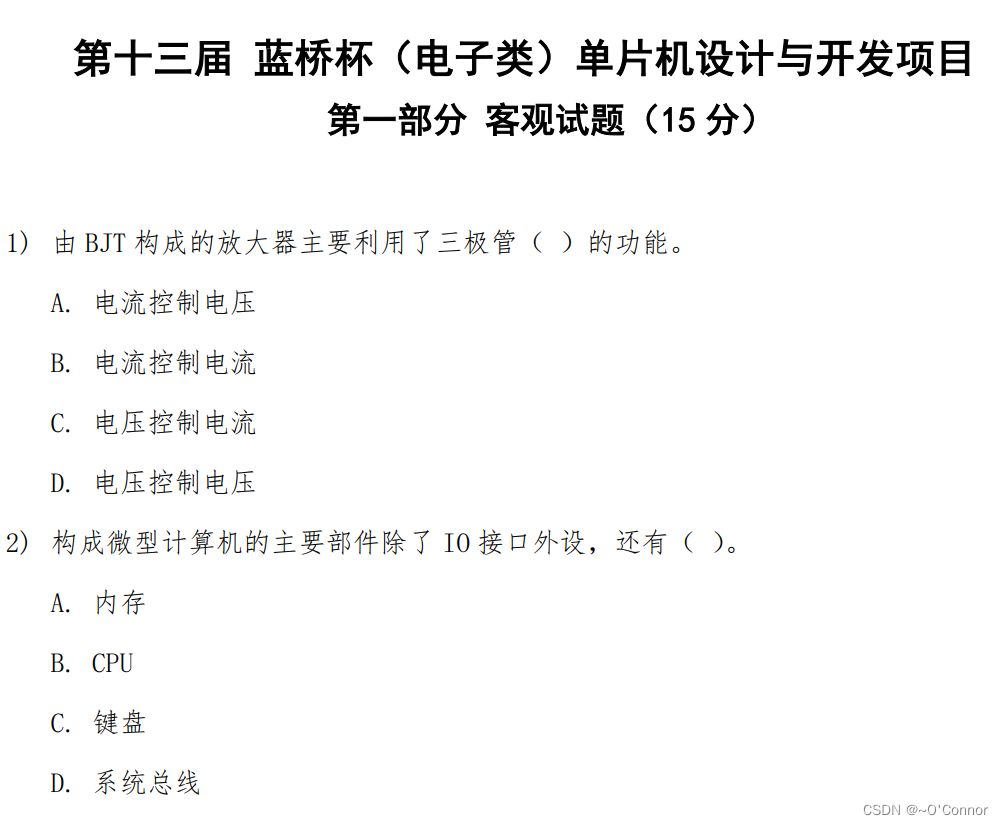 第十三届 蓝桥杯（电子类）单片机设计与开发项目
第一部分 客观试题（15 分）
1) 由 BJT 构成的放大器主要利用了三极管（ ）的功能。
A. 电流控制电压
B. 电流控制电流
C. 电压控制电流
D. 电压控制电压
2) 构成微型计算机的主要部件除了 IO 接口外设，还有（ ）。
A. 内存
B. CPU
C. 键盘
D. 系统总线
CSDN @~O'Connor